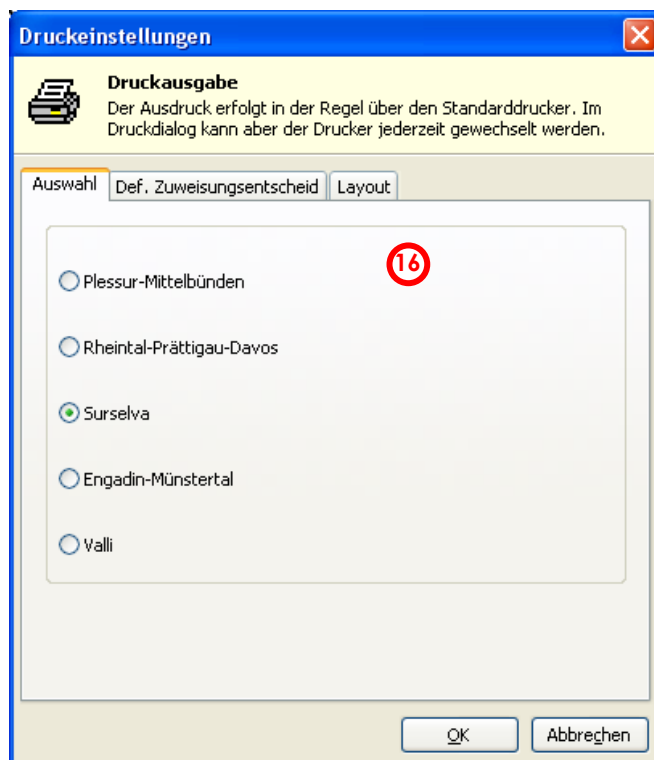 Druckeinstellungen
Druckausgabe
Der Ausdruck erfolgt in der Regel über den Standarddrucker. Im
Druckdialog kann aber der Drucker jederzeit gewechselt werden.
Auswahl Def. Zuweisungsentscheid Layout
16
Plessur-Mittelbünden
Rheintal-Prättigau-Davos
Surselva
Engadin-Münstertal
Valli
OK Abbrechen